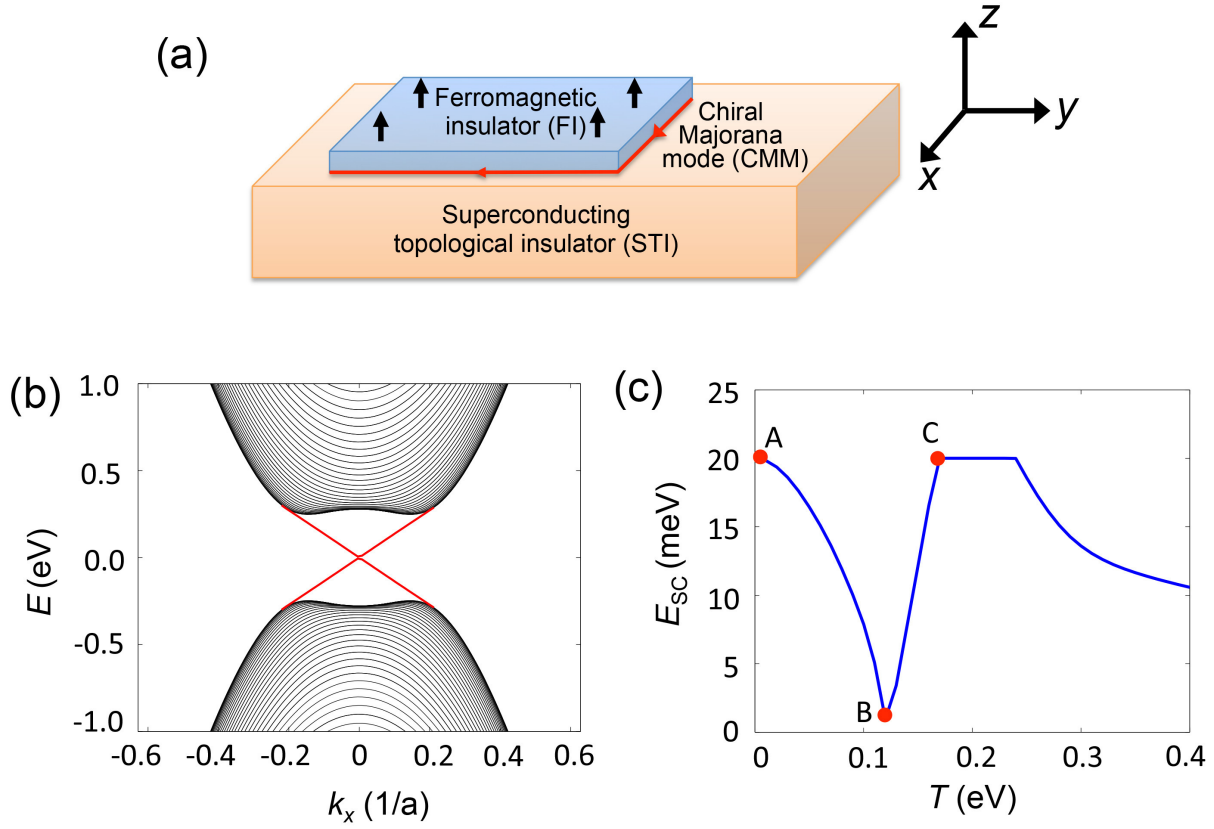 (a)
z
y
x
Ferromagnetic
insulator (FI)
Chiral
Majorana
mode (CMM)
Superconducting
topological insulator (STI)
(b)
E (eV)
1.0
0.5
0.0
-0.5
-1.0
-0.6 -0.4 -0.2 0 0.2 0.4 0.6
kₓ (1/a)
(c)
E_SC (meV)
25
20
15
10
5
0
A
B
C
0 0.1 0.2 0.3 0.4
T (eV)